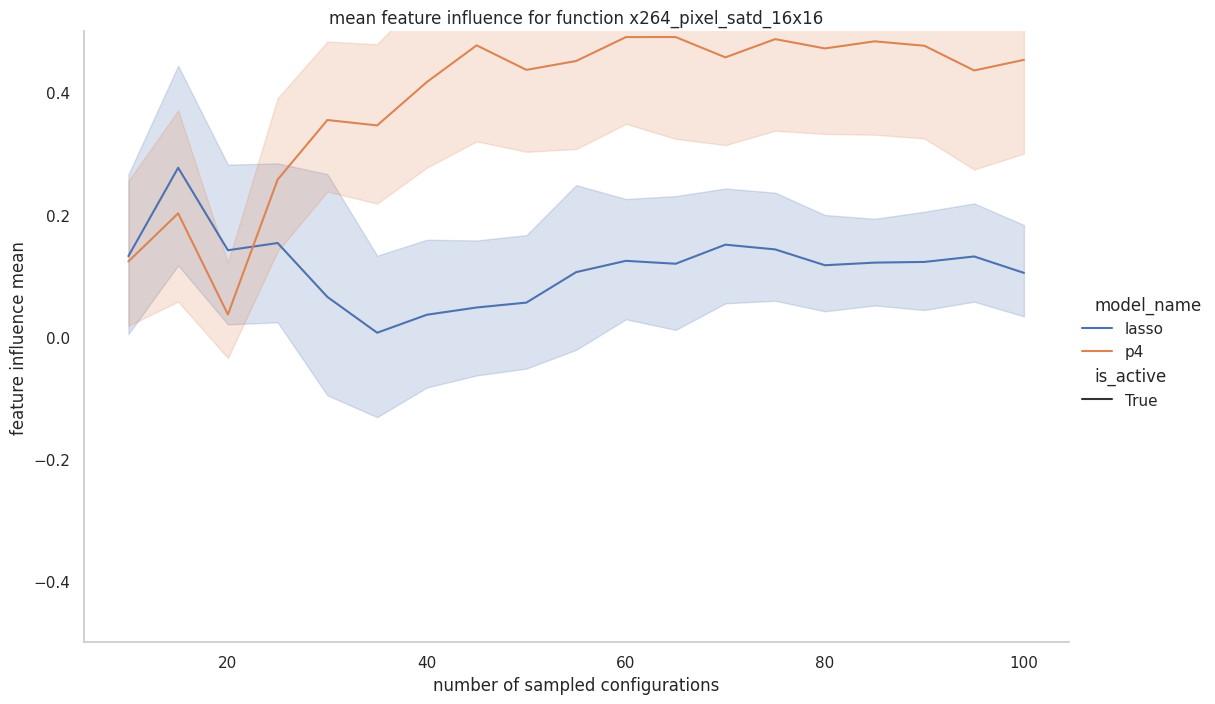 mean feature influence for function x264_pixel_satd_16x16
0.4
0.2
0.0
−0.2
−0.4
feature influence mean
20
40
60
80
100
number of sampled configurations
model_name
lasso
p4
is_active
True